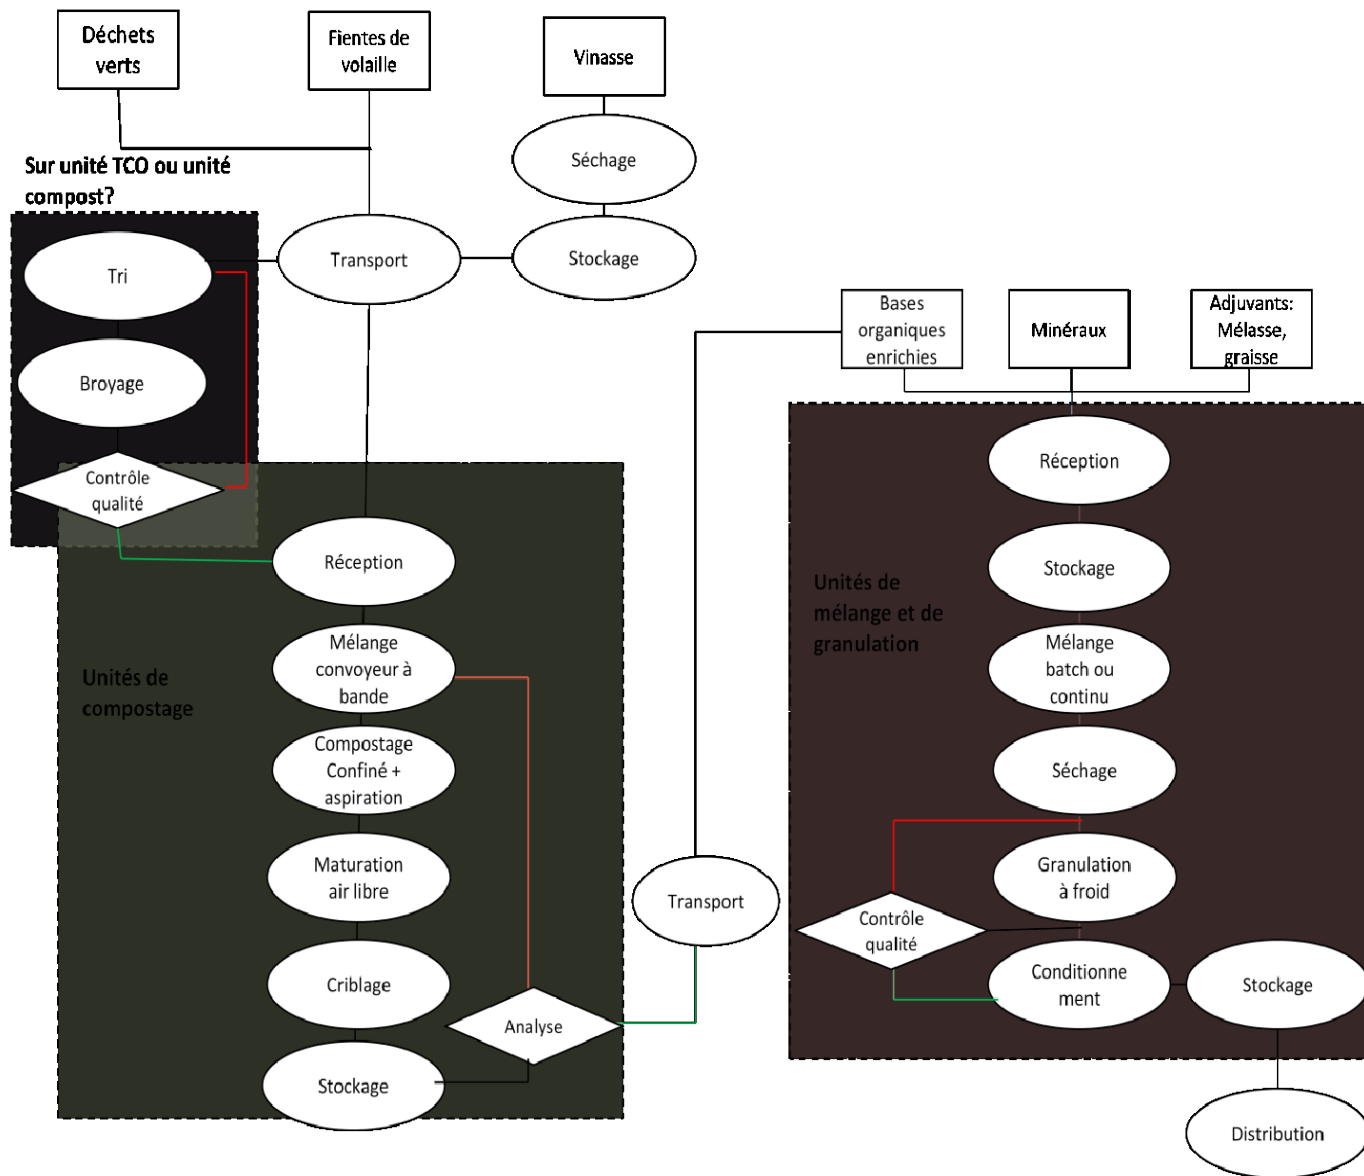 Déchets
verts
Fientes de
volaille
Vinasse
Séchage
Sur unité TCO ou unité
compost?
Tri
Transport
Stockage
Broyage
Contrôle
qualité
Bases
organiques
enrichies
Minéraux
Adjuvants:
Mélasse,
graisse
Réception
Mélange
convoyeur à
bande
Unités de
compostage
Compostage
Confiné +
aspiration
Maturation
air libre
Criblage
Stockage
Analyse
Transport
Réception
Stockage
Unités de
mélange et de
granulation
Mélange
batch ou
continu
Séchage
Granulation
à froid
Contrôle
qualité
Conditionne
ment
Stockage
Distribution